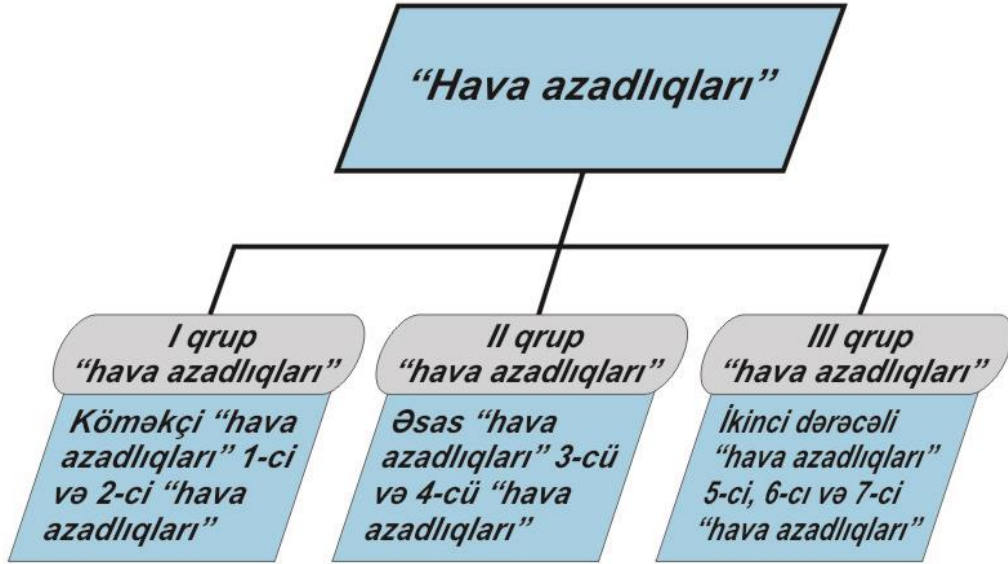 “Hava azadlıqları”
I qrup
“hava azadlıqları”
Köməkçi “hava
azadlıqları” 1-ci
və 2-ci “hava
azadlıqları”
II qrup
“hava azadlıqları”
Əsas “hava
azadlıqları” 3-cü
və 4-cü “hava
azadlıqları”
III qrup
“hava azadlıqları”
İkinci dərəcəli
“hava azadlıqları”
5-ci, 6-cı və 7-ci
“hava azadlıqları”